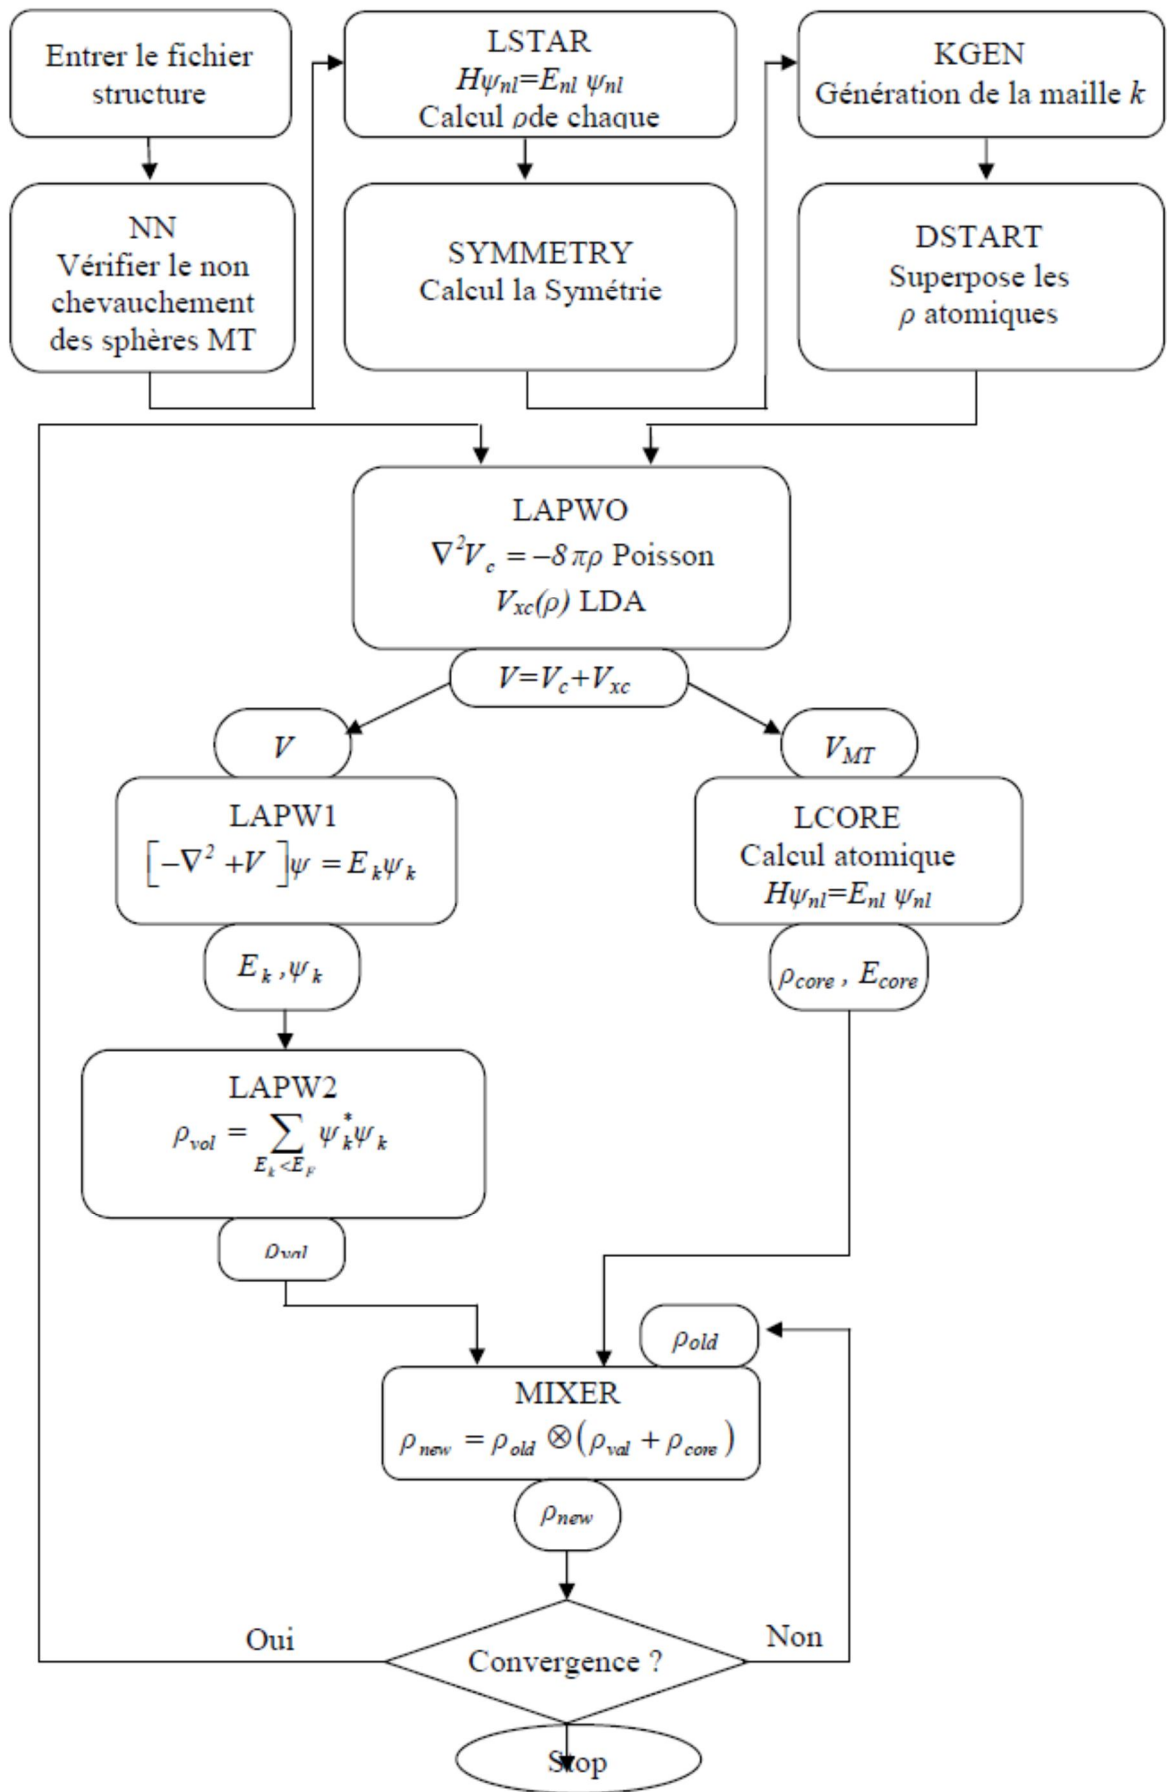 Entrer le fichier
structure
NN
Vérifier le non
chevauchement
des sphères MT
LSTAR
Hψnl=Enl ψnl
Calcul ρde chaque
SYMMETRY
Calcul la Symétrie
KGEN
Génération de la maille k
DSTART
Superpose les
ρ atomiques
LAPWO
∇²Vc = –8πρ Poisson
Vxc(ρ) LDA
V=Vc+Vxc
V
LAPW1
[–∇² +V ]ψ = Ekψk
Ek ,ψk
LAPW2
ρvol = ∑Ek<EF ψ*kψk
ρval
VMT
LCORE
Calcul atomique
Hψnl=Enl ψnl
ρcore , Ecore
ρold
MIXER
ρnew = ρold ⊗(ρval + ρcore)
ρnew
Oui
Convergence ?
Non
Stop